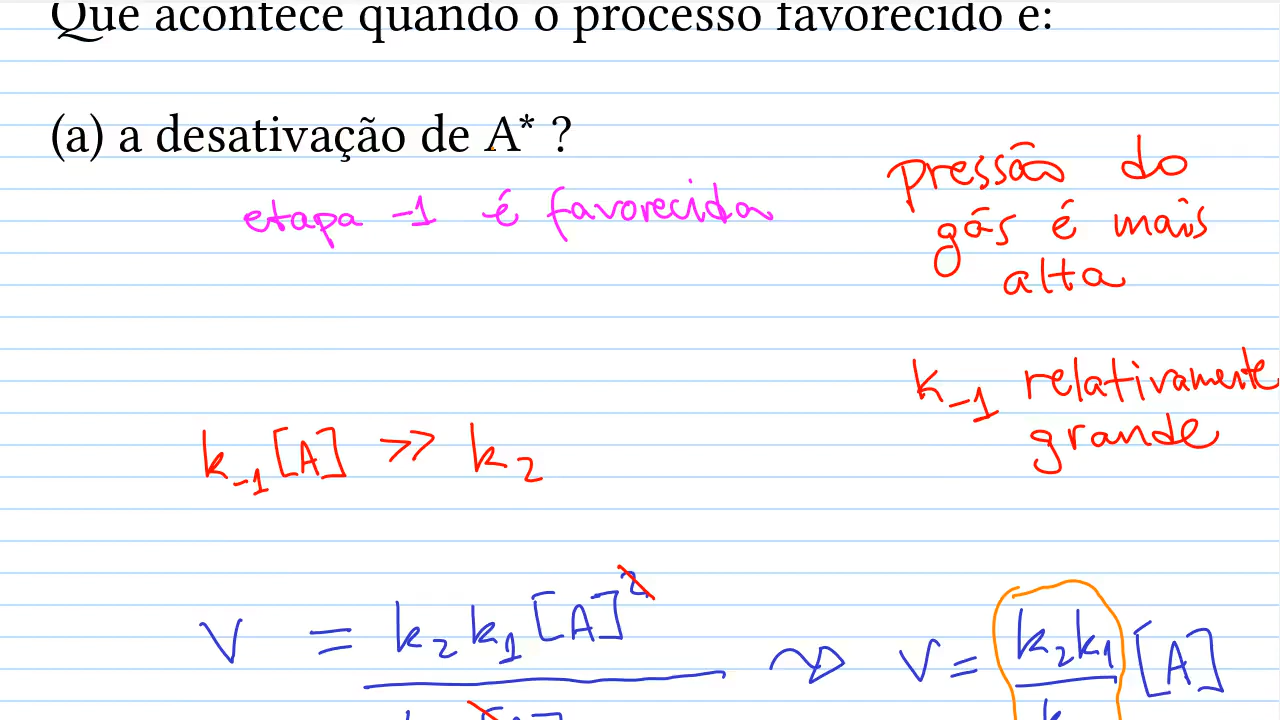 Que acontece quando o processo favorecido é:
(a) a desativação de A* ?
etapa -1 é favorecida
pressão do
gás é mais
alta
k₋₁ relativamente
grande
k₋₁[A] >> k₂
V = k₂k₁[A]²
V = k₂k₁ [A]
k